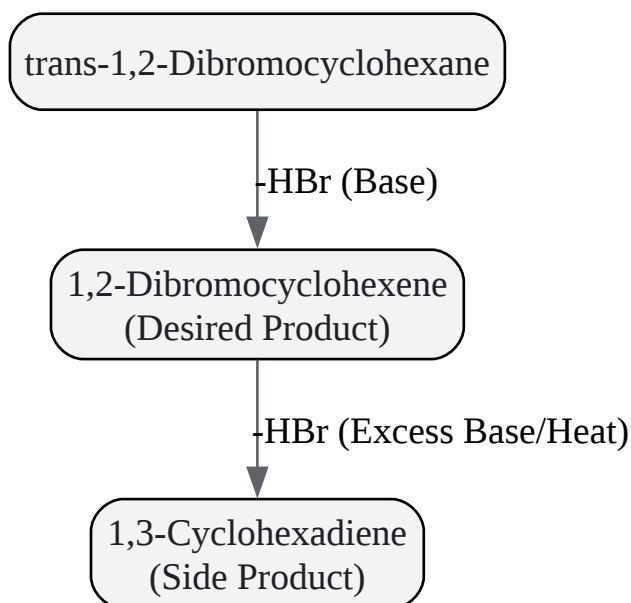 trans-1,2-Dibromocyclohexane
-HBr (Base)
1,2-Dibromocyclohexene
(Desired Product)
-HBr (Excess Base/Heat)
1,3-Cyclohexadiene
(Side Product)